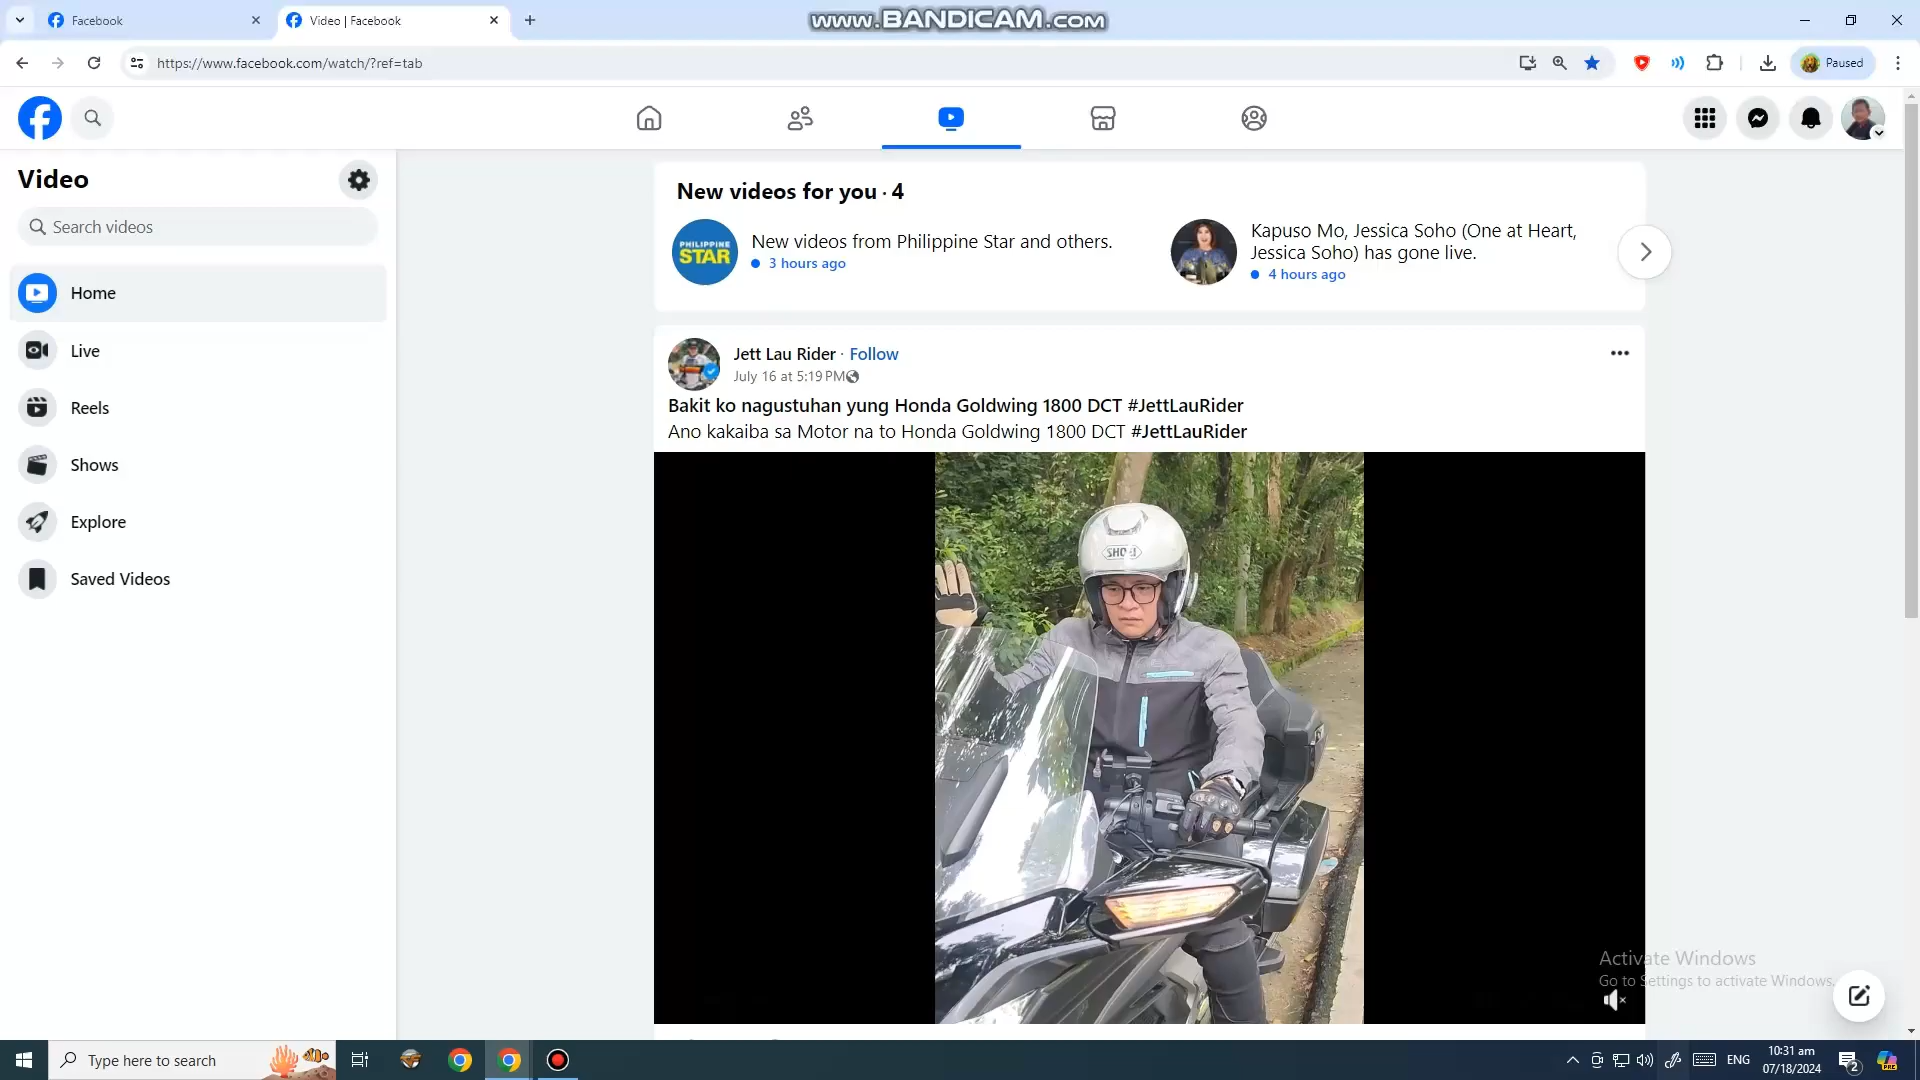 Facebook
Video | Facebook
www.BANDICAM.com
https://www.facebook.com/watch/?ref=tab
Paused
Video
Search videos
Home
Live
Reels
Shows
Explore
Saved Videos
New videos for you · 4
PHILIPPINE
STAR
New videos from Philippine Star and others.
3 hours ago
Kapuso Mo, Jessica Soho (One at Heart,
Jessica Soho) has gone live.
4 hours ago
Jett Lau Rider · Follow
July 16 at 5:19 PM
Bakit ko nagustuhan yung Honda Goldwing 1800 DCT #JettLauRider
Ano kakaiba sa Motor na to Honda Goldwing 1800 DCT #JettLauRider
SHOEI
Activate Windows
Go to Settings to activate Windows.
Type here to search
ENG
10:31 am
07/18/2024
2
PRE